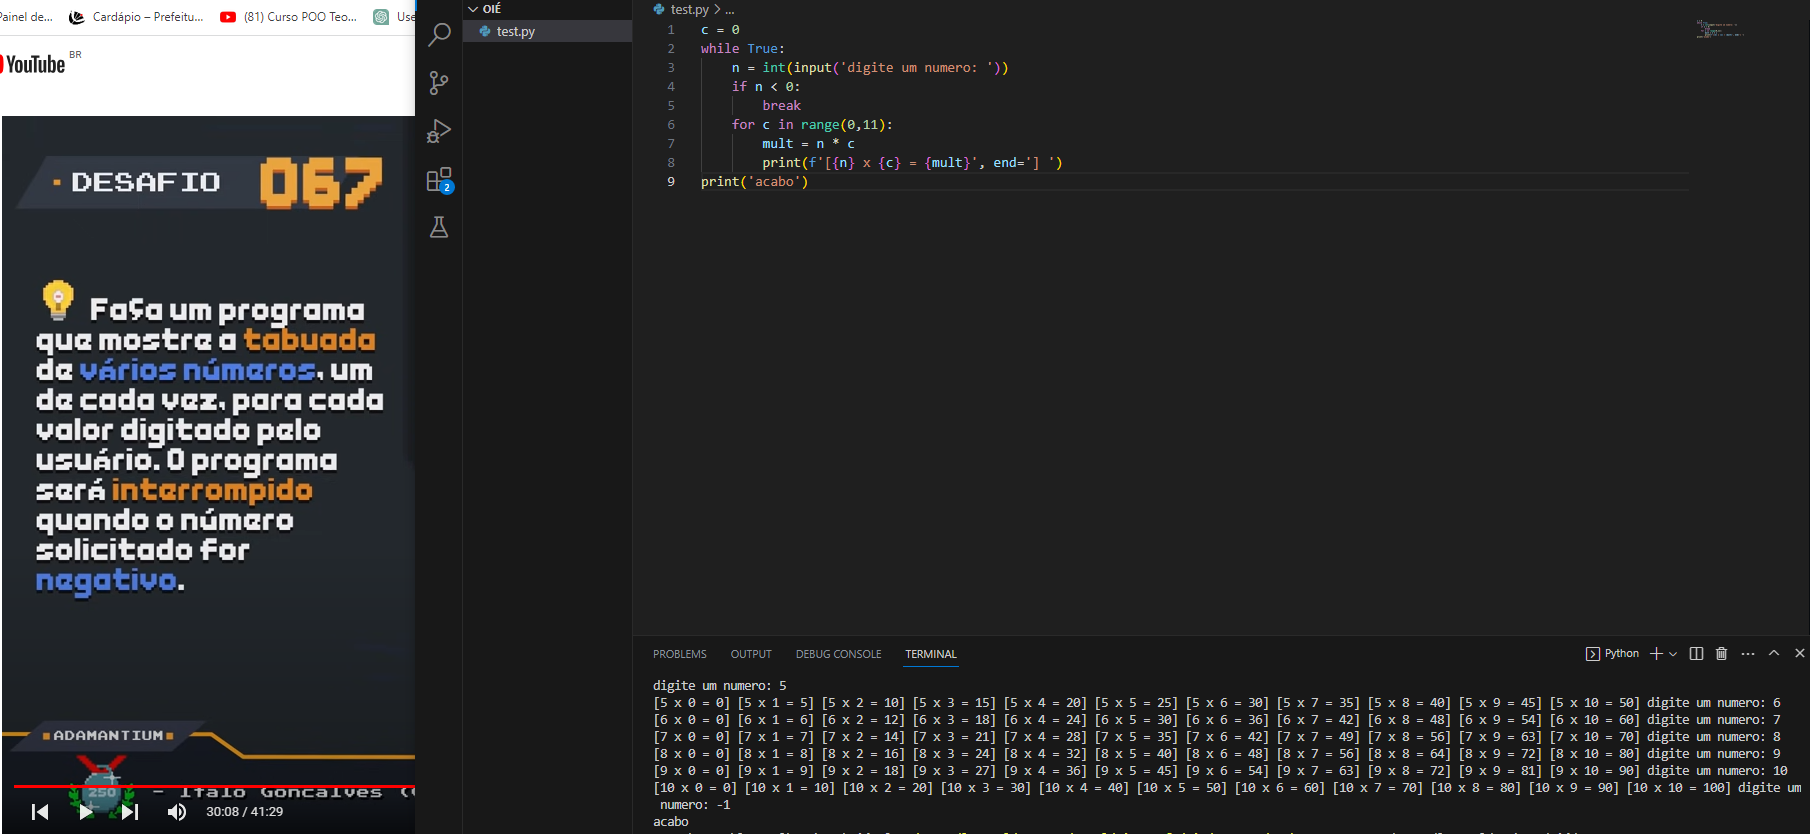 Painel de...
Cardápio – Prefeitu...
(81) Curso POO Teo...
Use
YouTube BR
DESAFIO 067
Faça um programa
que mostre a tabuada
de vários números, um
de cada vez, para cada
valor digitado pelo
usuário. O programa
será interrompido
quando o número
solicitado for
negativo.
ADAMANTIUM
250 - Italo Goncalves
30:08 / 41:29
2
OIÉ
test.py
test.py > ...
1 c = 0
2 while True:
3 n = int(input('digite um numero: '))
4 if n < 0:
5 break
6 for c in range(0,11):
7 mult = n * c
8 print(f'[{n} x {c} = {mult}', end='] ')
9 print('acabo')
PROBLEMS OUTPUT DEBUG CONSOLE TERMINAL
Python
digite um numero: 5
[5 x 0 = 0] [5 x 1 = 5] [5 x 2 = 10] [5 x 3 = 15] [5 x 4 = 20] [5 x 5 = 25] [5 x 6 = 30] [5 x 7 = 35] [5 x 8 = 40] [5 x 9 = 45] [5 x 10 = 50] digite um numero: 6
[6 x 0 = 0] [6 x 1 = 6] [6 x 2 = 12] [6 x 3 = 18] [6 x 4 = 24] [6 x 5 = 30] [6 x 6 = 36] [6 x 7 = 42] [6 x 8 = 48] [6 x 9 = 54] [6 x 10 = 60] digite um numero: 7
[7 x 0 = 0] [7 x 1 = 7] [7 x 2 = 14] [7 x 3 = 21] [7 x 4 = 28] [7 x 5 = 35] [7 x 6 = 42] [7 x 7 = 49] [7 x 8 = 56] [7 x 9 = 63] [7 x 10 = 70] digite um numero: 8
[8 x 0 = 0] [8 x 1 = 8] [8 x 2 = 16] [8 x 3 = 24] [8 x 4 = 32] [8 x 5 = 40] [8 x 6 = 48] [8 x 7 = 56] [8 x 8 = 64] [8 x 9 = 72] [8 x 10 = 80] digite um numero: 9
[9 x 0 = 0] [9 x 1 = 9] [9 x 2 = 18] [9 x 3 = 27] [9 x 4 = 36] [9 x 5 = 45] [9 x 6 = 54] [9 x 7 = 63] [9 x 8 = 72] [9 x 9 = 81] [9 x 10 = 90] digite um numero: 10
[10 x 0 = 0] [10 x 1 = 10] [10 x 2 = 20] [10 x 3 = 30] [10 x 4 = 40] [10 x 5 = 50] [10 x 6 = 60] [10 x 7 = 70] [10 x 8 = 80] [10 x 9 = 90] [10 x 10 = 100] digite um
numero: -1
acabo